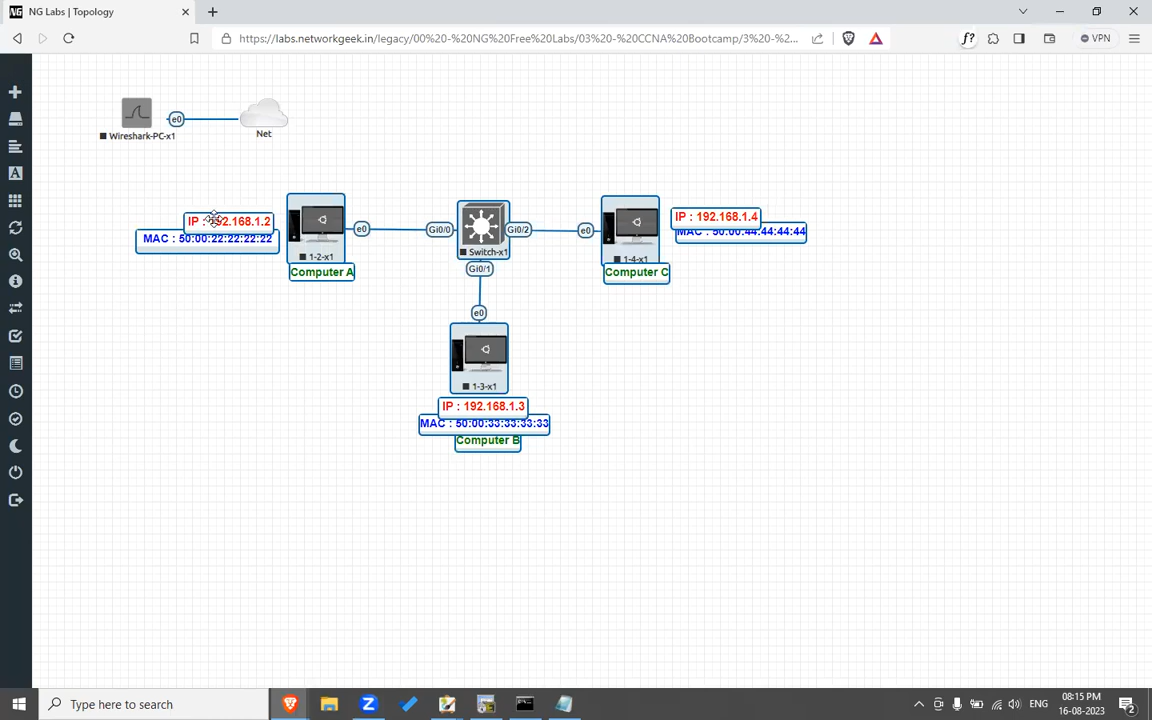 NG Labs | Topology
https://labs.networkgeek.in/legacy/00%20-%20NG%20Free%20Labs/03%20-%20CCNA%20Bootcamp/3%20-%2...
VPN
e0
Wireshark-PC-x1
Net
IP : 192.168.1.2
MAC : 50:00:22:22:22:22
1-2-x1
Computer A
e0
Gi0/0
Switch-x1
Gi0/2
Gi0/1
e0
1-4-x1
Computer C
IP : 192.168.1.4
MAC : 50:00:44:44:44:44
e0
1-3-x1
IP : 192.168.1.3
MAC : 50:00:33:33:33:33
Computer B
Type here to search
ENG
08:15 PM
16-08-2023
2